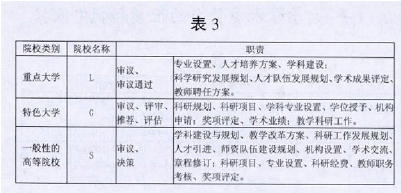 表3
院校类别 院校名称 职责
重点大学 L 审议、审议通过 专业设置、人才培养方案、学科建设；
科学研究发展规划、人才队伍发展规划、学术成果评定、
教师聘任方案。
特色大学 G 审议、评审、推荐、评估 科研规划、科研项目、学科专业设置、学位授予、机构
申请；奖项评定、学术业绩；教学科研工作。
一般性的高等院校 S 审议、决策 学科建设与规划、教学改革方案、科研工作发展规划、
人才引进、师资队伍建设规划、机构设置、学术交流、
章程修订；科研项目、专业设置、科研经费、教师职务
考核、奖项评定。